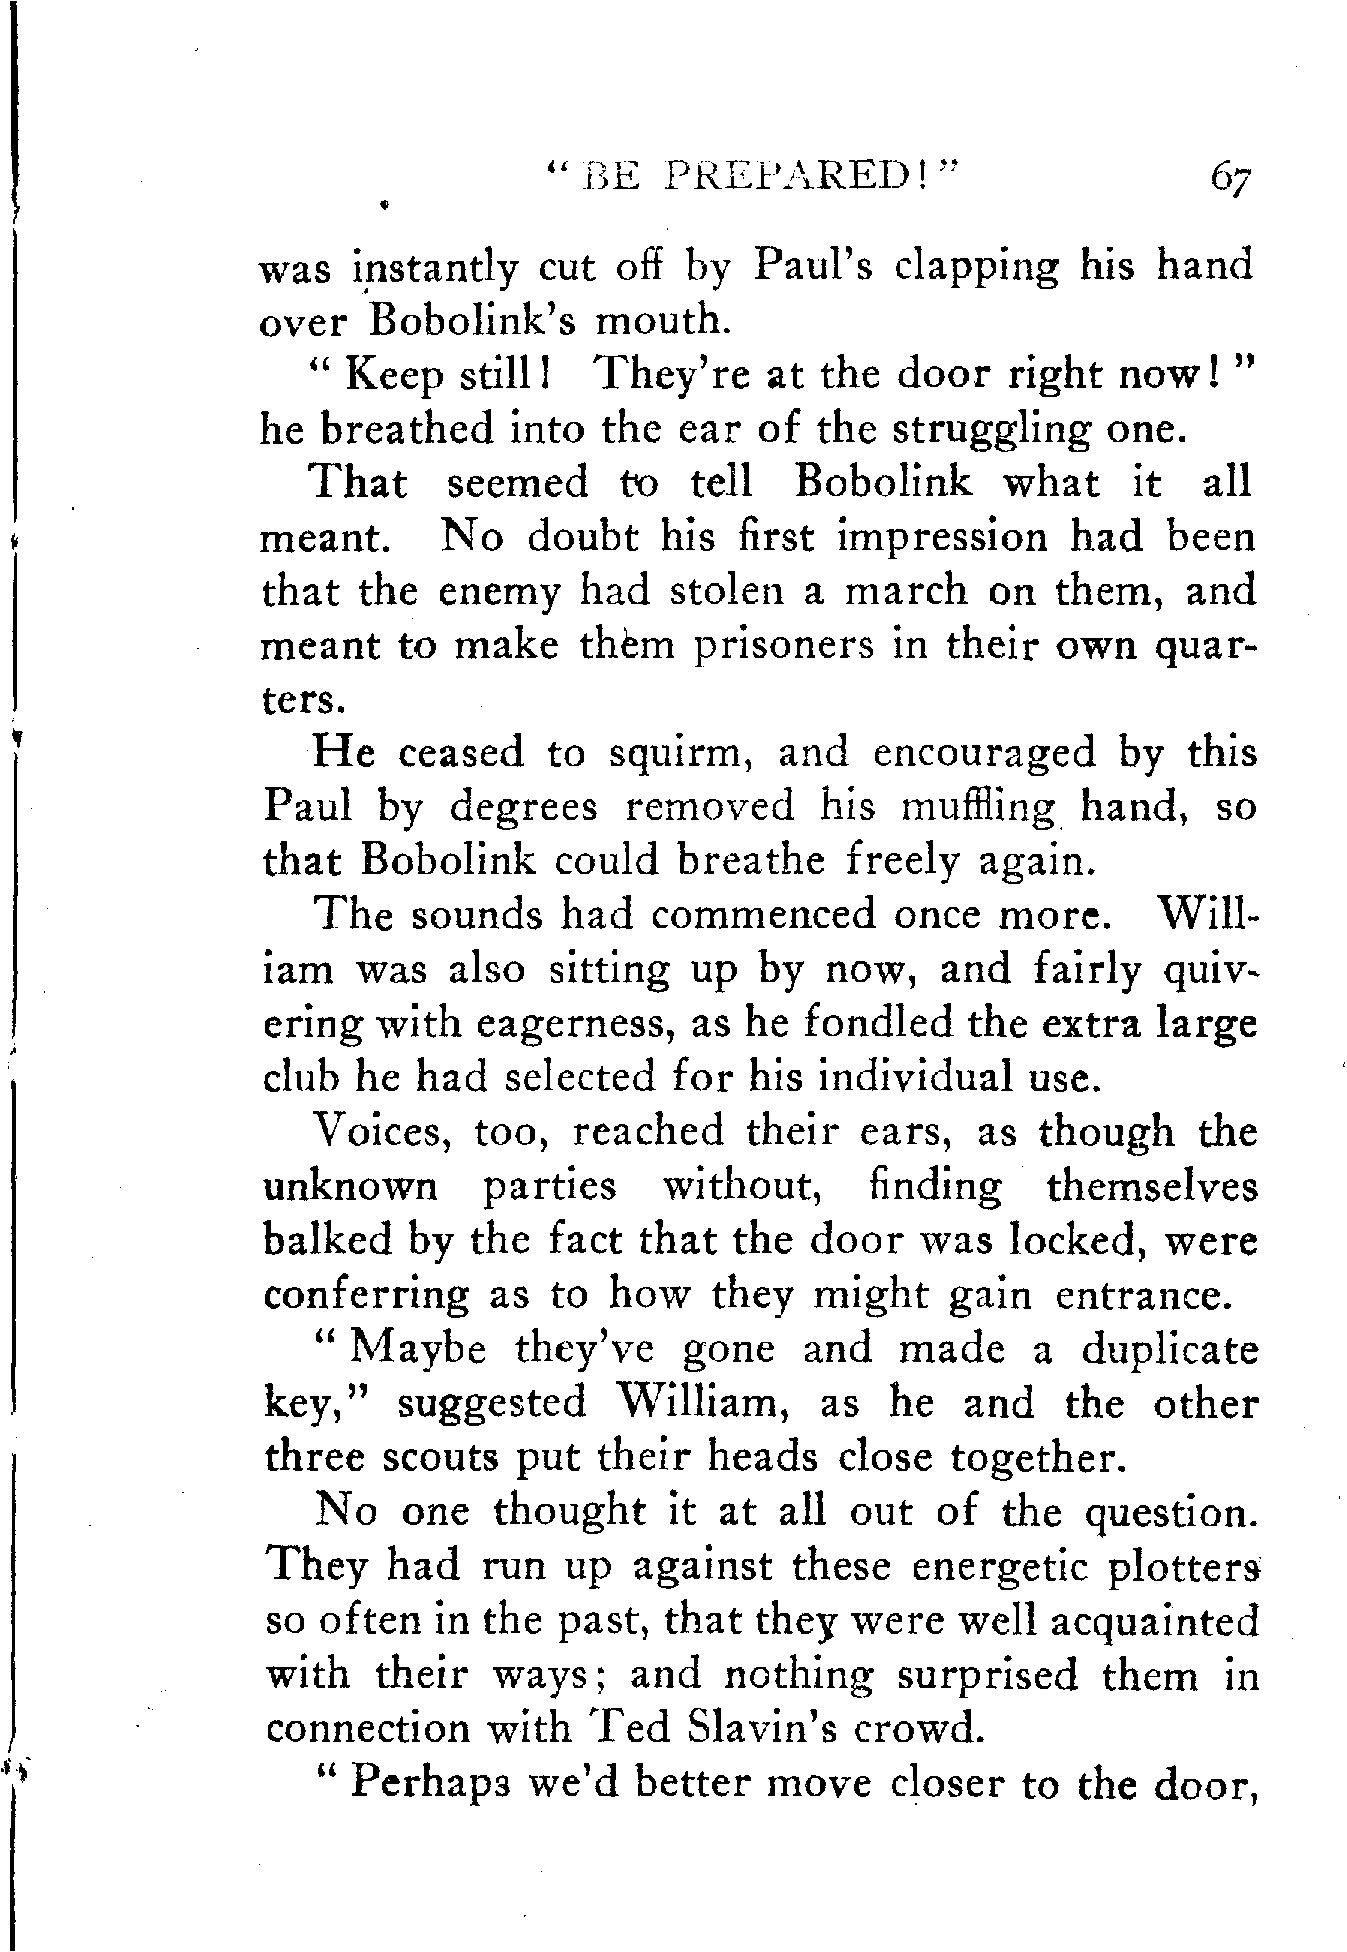 “ BE PREPARED! ” 67
was instantly cut off by Paul’s clapping his hand
over Bobolink’s mouth.
“ Keep still! They’re at the door right now! ”
he breathed into the ear of the struggling one.
That seemed to tell Bobolink what it all
meant. No doubt his first impression had been
that the enemy had stolen a march on them, and
meant to make them prisoners in their own quar-
ters.
He ceased to squirm, and encouraged by this
Paul by degrees removed his muffling hand, so
that Bobolink could breathe freely again.
The sounds had commenced once more. Will-
iam was also sitting up by now, and fairly quiv-
ering with eagerness, as he fondled the extra large
club he had selected for his individual use.
Voices, too, reached their ears, as though the
unknown parties without, finding themselves
balked by the fact that the door was locked, were
conferring as to how they might gain entrance.
“ Maybe they’ve gone and made a duplicate
key,” suggested William, as he and the other
three scouts put their heads close together.
No one thought it at all out of the question.
They had run up against these energetic plotters
so often in the past, that they were well acquainted
with their ways; and nothing surprised them in
connection with Ted Slavin’s crowd.
“ Perhaps we’d better move closer to the door,